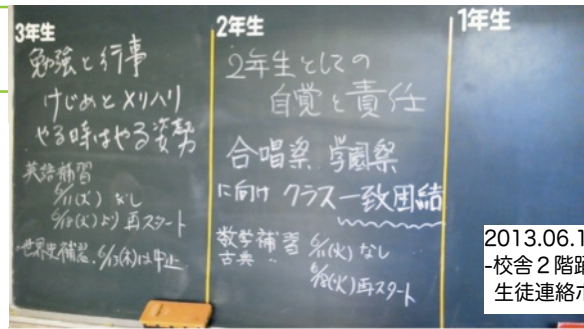 3年生
勉強と行事
けじめとメリハリ
やる時はやる姿勢
英語補習
6/11(火) なし
6/18(火)より再スタート
世界史補習、6/13(木)は中止
2年生
2年生としての
自覚と責任
合唱祭 学園祭
に向け クラス一致団結
数学補習
古典
6/11(火) なし
6/18(火)再スタート
1年生
2013.06.1
-校舎2階
生徒連絡